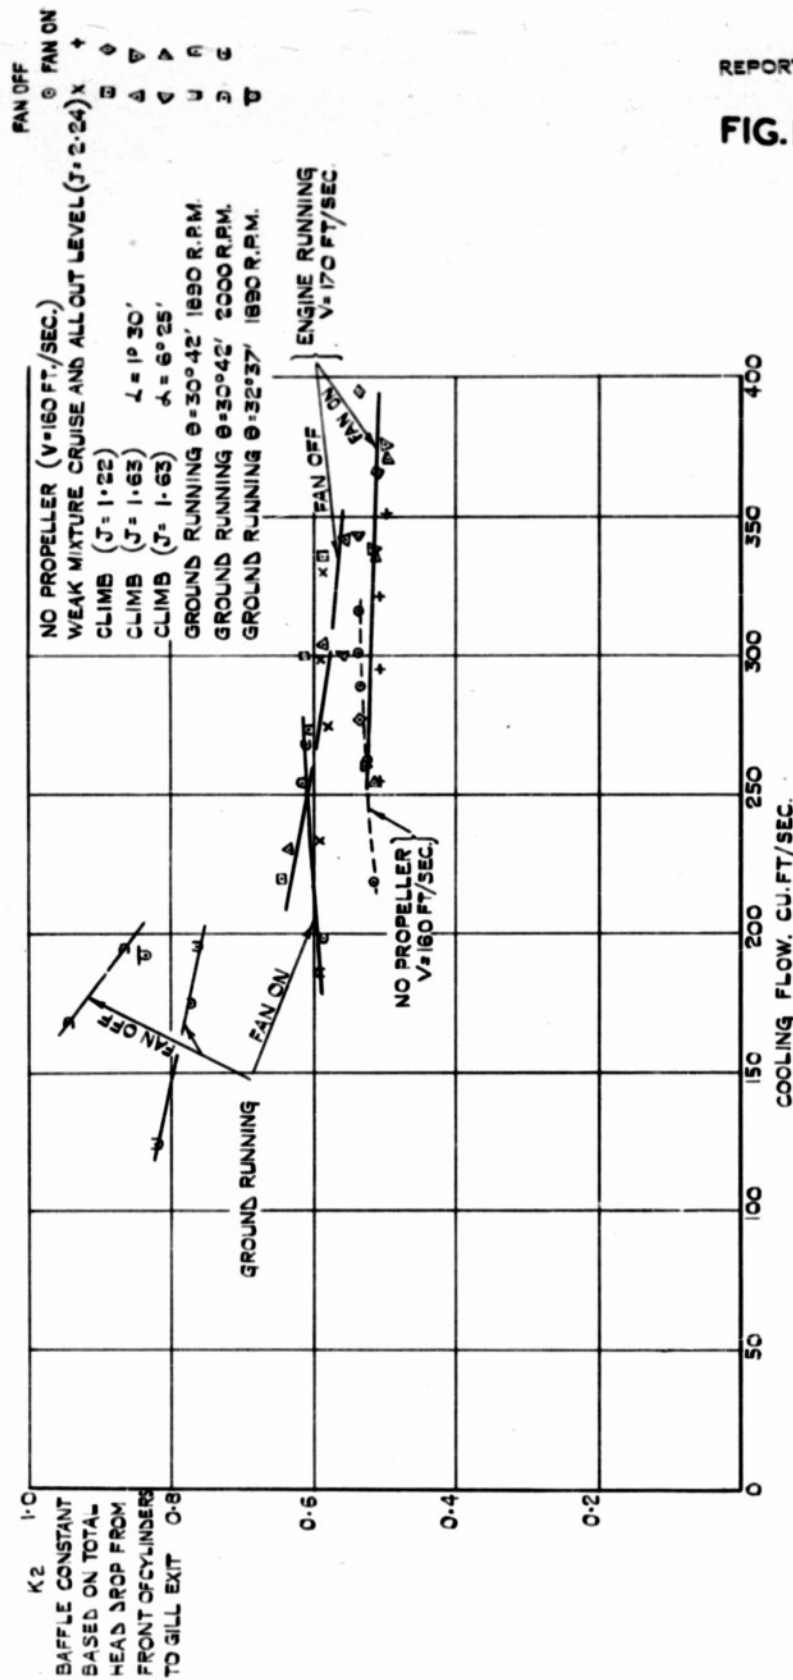 REPORT
FIG.
FAN OFF
FAN ON
NO PROPELLER (V=160 FT./SEC.)
WEAK MIXTURE CRUISE AND ALL OUT LEVEL (J=2·24)
CLIMB (J=1·22)
CLIMB (J=1·63) α=1°30′
CLIMB (J=1·63) α=6°25′
GROUND RUNNING θ=30°42′ 1890 R.P.M.
GROUND RUNNING θ=30°42′ 2000 R.P.M.
GROUND RUNNING θ=32°37′ 1890 R.P.M.
K2
BAFFLE CONSTANT
BASED ON TOTAL
HEAD DROP FROM
FRONT OF CYLINDERS
TO GILL EXIT
1·0
0·8
0·6
0·4
0·2
ENGINE RUNNING
V=170 FT/SEC.
FAN OFF
FAN ON
FAN OFF
FAN ON
GROUND RUNNING
NO PROPELLER
V=160 FT/SEC.
0 50 100 150 200 250 300 350 400
COOLING FLOW. CU.FT/SEC.